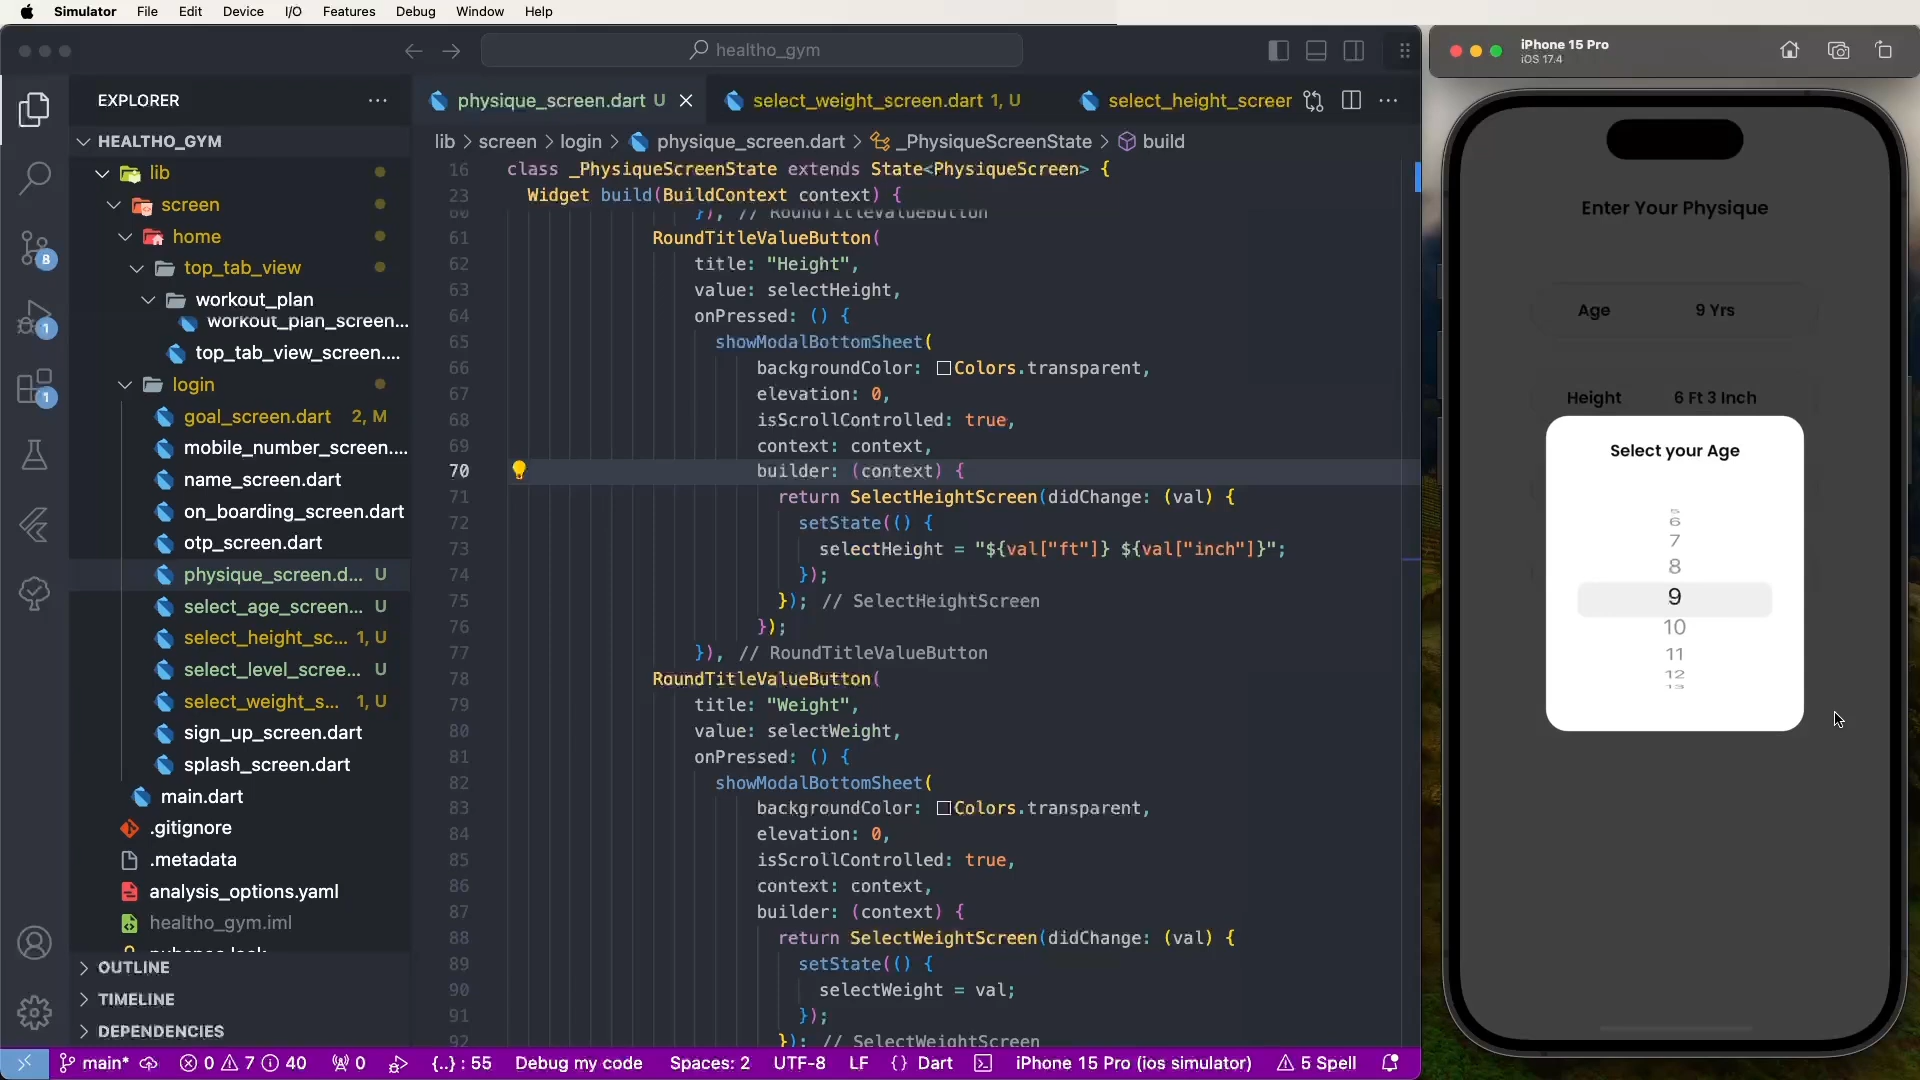 Simulator File Edit Device I/O Features Debug Window Help
healtho_gym
iPhone 15 Pro
iOS 17.4
EXPLORER
physique_screen.dart U
select_weight_screen.dart 1, U
select_height_screer
HEALTHO_GYM
lib > screen > login > physique_screen.dart > _PhysiqueScreenState > build
lib
screen
home
top_tab_view
workout_plan
workout_plan_screen...
top_tab_view_screen....
login
goal_screen.dart 2, M
mobile_number_screen....
name_screen.dart
on_boarding_screen.dart
otp_screen.dart
physique_screen.d... U
select_age_screen... U
select_height_sc... 1, U
select_level_scree... U
select_weight_s... 1, U
sign_up_screen.dart
splash_screen.dart
main.dart
.gitignore
.metadata
analysis_options.yaml
healtho_gym.iml
OUTLINE
TIMELINE
DEPENDENCIES
8
1
1
16 class _PhysiqueScreenState extends State<PhysiqueScreen> {
23 Widget build(BuildContext context) {
60 }), // RoundTitleValueButton
61 RoundTitleValueButton(
62 title: "Height",
63 value: selectHeight,
64 onPressed: () {
65 showModalBottomSheet(
66 backgroundColor: Colors.transparent,
67 elevation: 0,
68 isScrollControlled: true,
69 context: context,
70 builder: (context) {
71 return SelectHeightScreen(didChange: (val) {
72 setState(() {
73 selectHeight = "${val["ft"]} ${val["inch"]}";
74 });
75 }); // SelectHeightScreen
76 });
77 }), // RoundTitleValueButton
78 RoundTitleValueButton(
79 title: "Weight",
80 value: selectWeight,
81 onPressed: () {
82 showModalBottomSheet(
83 backgroundColor: Colors.transparent,
84 elevation: 0,
85 isScrollControlled: true,
86 context: context,
87 builder: (context) {
88 return SelectWeightScreen(didChange: (val) {
89 setState(() {
90 selectWeight = val;
91 });
92 }); // SelectWeightScreen
Enter Your Physique
Age 9 Yrs
Height 6 Ft 3 Inch
Select your Age
5
6
7
8
9
10
11
12
13
main* 0 7 40 0 {..} : 55 Debug my code Spaces: 2 UTF-8 LF {} Dart iPhone 15 Pro (ios simulator) 5 Spell